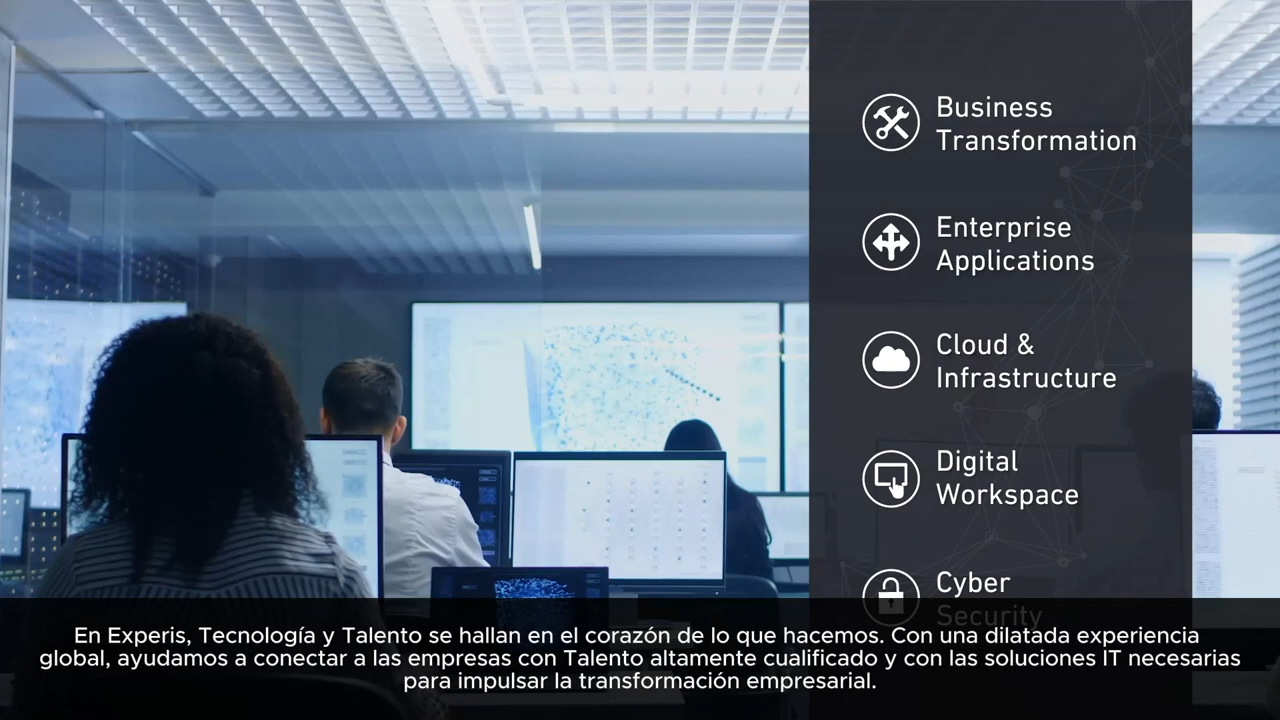 Business
Transformation
Enterprise
Applications
Cloud &
Infrastructure
Digital
Workspace
Cyber
Security
En Experis, Tecnología y Talento se hallan en el corazón de lo que hacemos. Con una dilatada experiencia
global, ayudamos a conectar a las empresas con Talento altamente cualificado y con las soluciones IT necesarias
para impulsar la transformación empresarial.